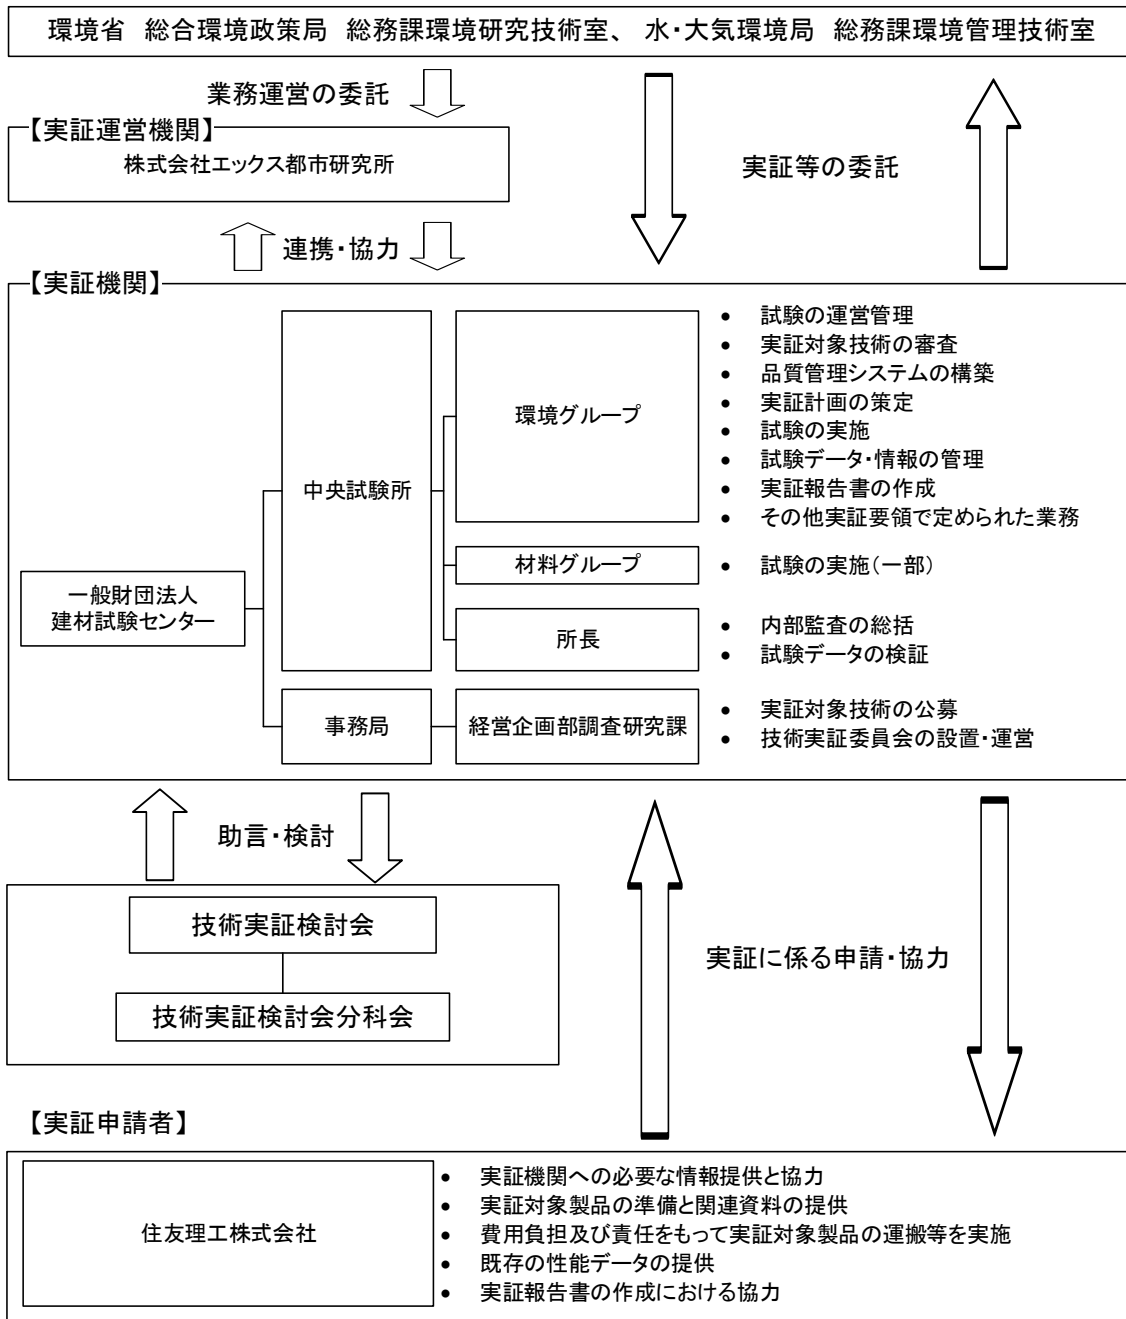 環境省 総合環境政策局 総務課環境研究技術室、 水・大気環境局 総務課環境管理技術室
業務運営の委託
【実証運営機関】
株式会社エックス都市研究所
実証等の委託
連携・協力
【実証機関】
一般財団法人
建材試験センター
中央試験所
環境グループ
• 試験の運営管理
• 実証対象技術の審査
• 品質管理システムの構築
• 実証計画の策定
• 試験の実施
• 試験データ・情報の管理
• 実証報告書の作成
• その他実証要領で定められた業務
材料グループ
• 試験の実施(一部)
所長
• 内部監査の総括
• 試験データの検証
事務局
経営企画部調査研究課
• 実証対象技術の公募
• 技術実証委員会の設置・運営
助言・検討
技術実証検討会
技術実証検討会分科会
実証に係る申請・協力
【実証申請者】
住友理工株式会社
• 実証機関への必要な情報提供と協力
• 実証対象製品の準備と関連資料の提供
• 費用負担及び責任をもって実証対象製品の運搬等を実施
• 既存の性能データの提供
• 実証報告書の作成における協力